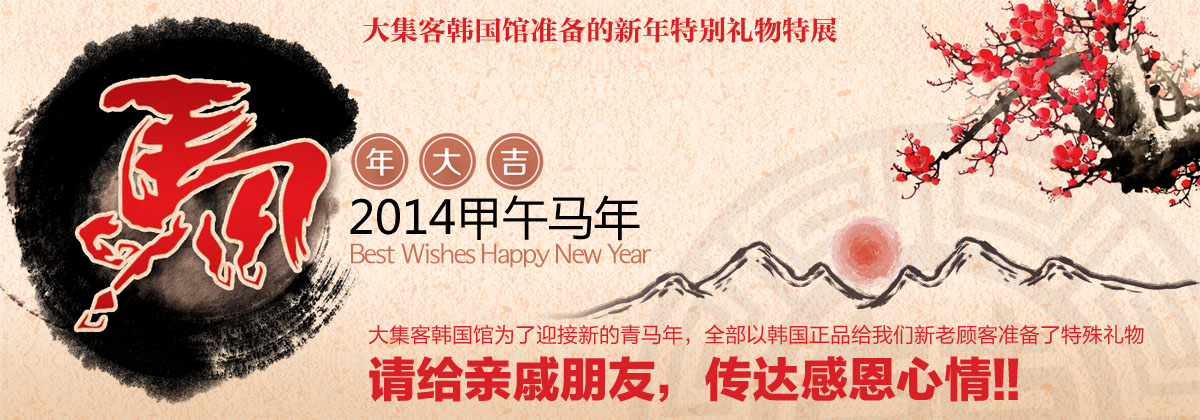 大集客韩国馆准备的新年特别礼物特展
馬
年大吉
2014甲午马年
Best Wishes Happy New Year
大集客韩国馆为了迎接新的青马年，全部以韩国正品给我们新老顾客准备了特殊礼物
请给亲戚朋友，传达感恩心情!!